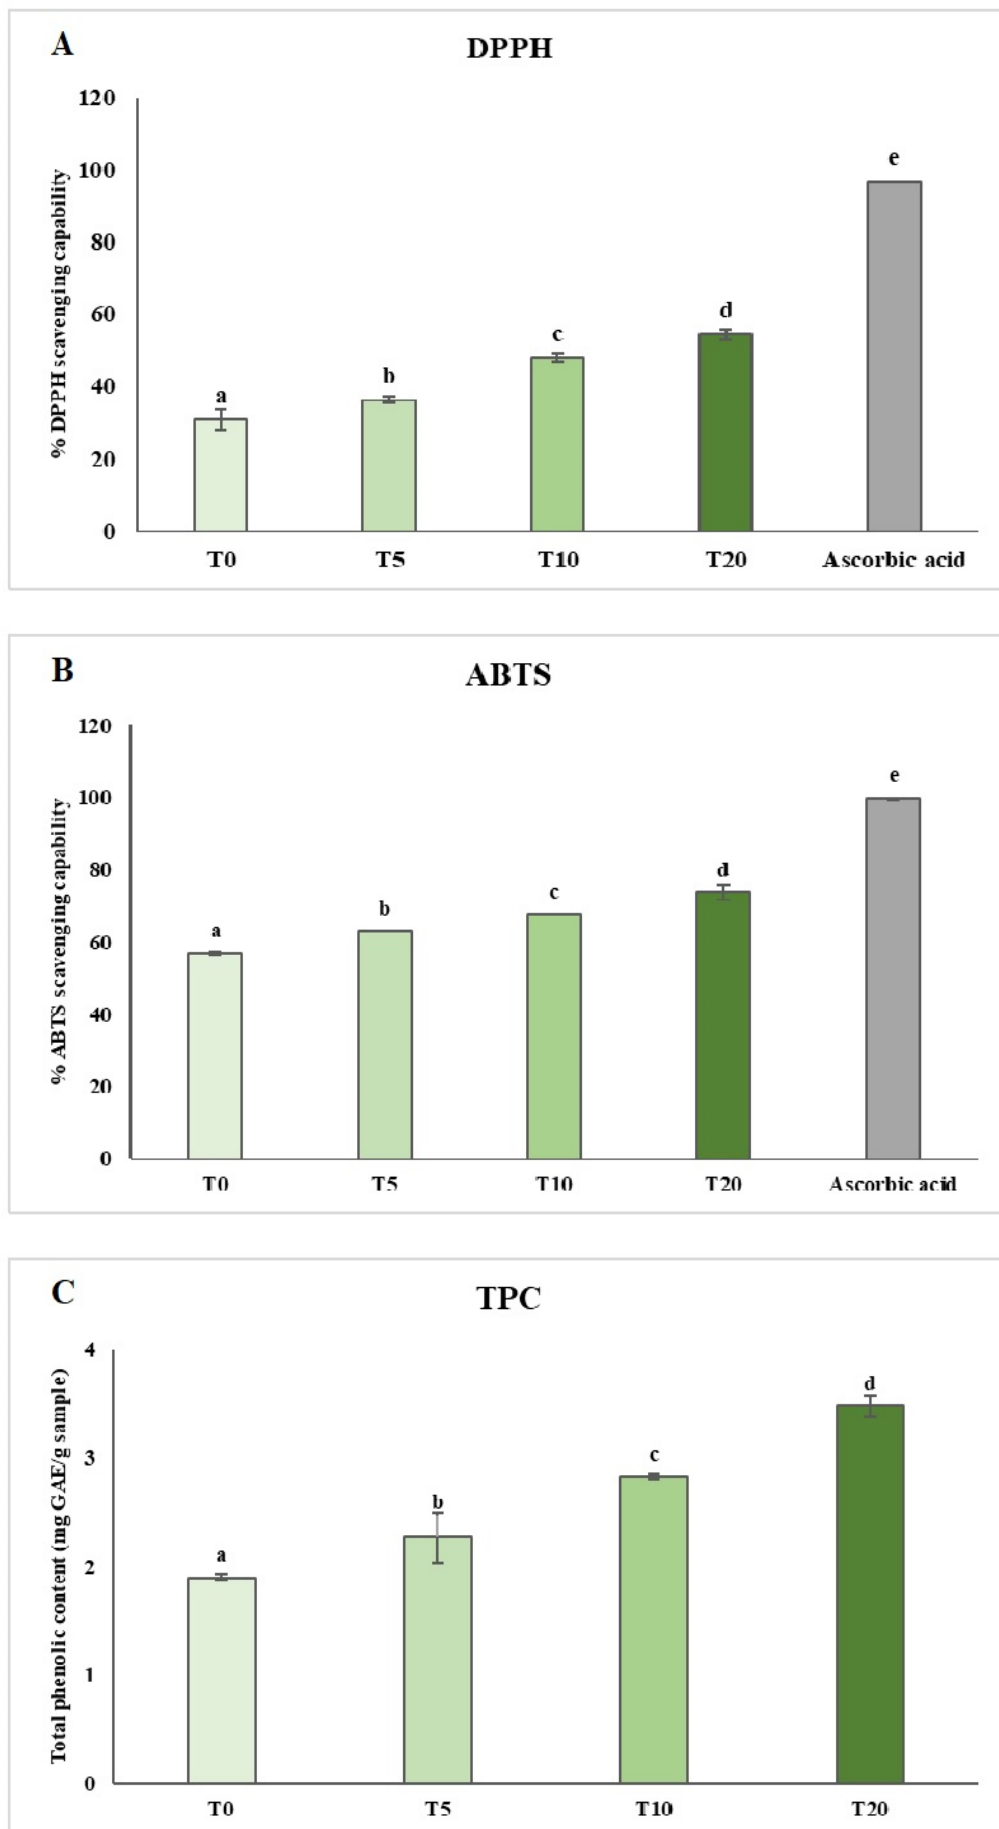 A
DPPH
% DPPH scavenging capability
120
100
80
60
40
20
0
a
b
c
d
e
T0 T5 T10 T20 Ascorbic acid
B
ABTS
% ABTS scavenging capability
120
100
80
60
40
20
0
a
b
c
d
e
T0 T5 T10 T20 Ascorbic acid
C
TPC
Total phenolic content (mg GAE/g sample)
4
3
2
1
0
a
b
c
d
T0 T5 T10 T20